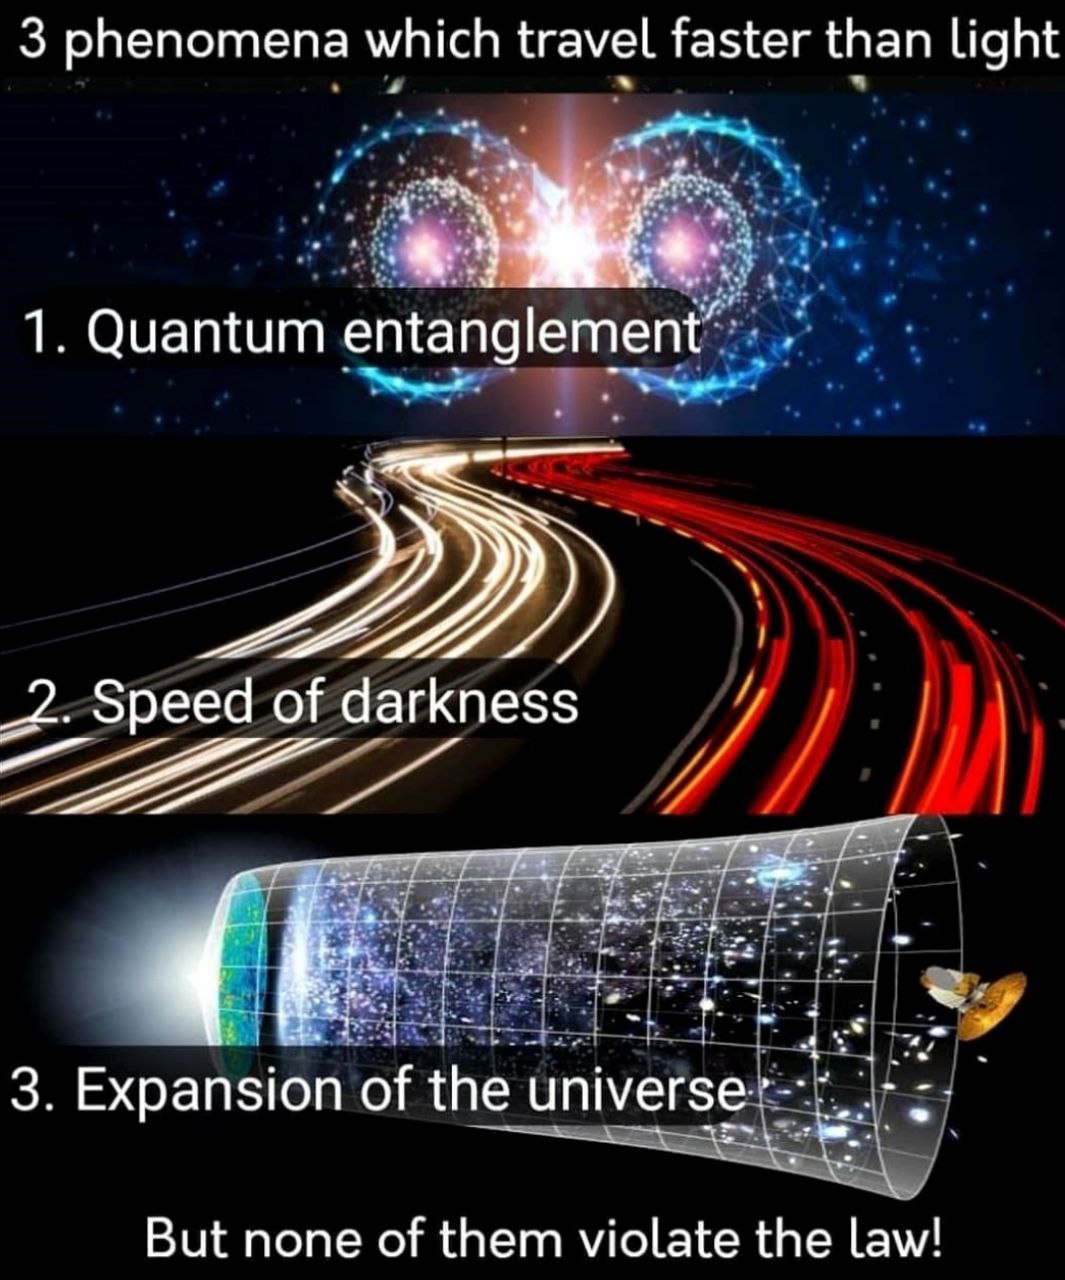 3 phenomena which travel faster than light
1. Quantum entanglement
2. Speed of darkness
3. Expansion of the universe
But none of them violate the law!